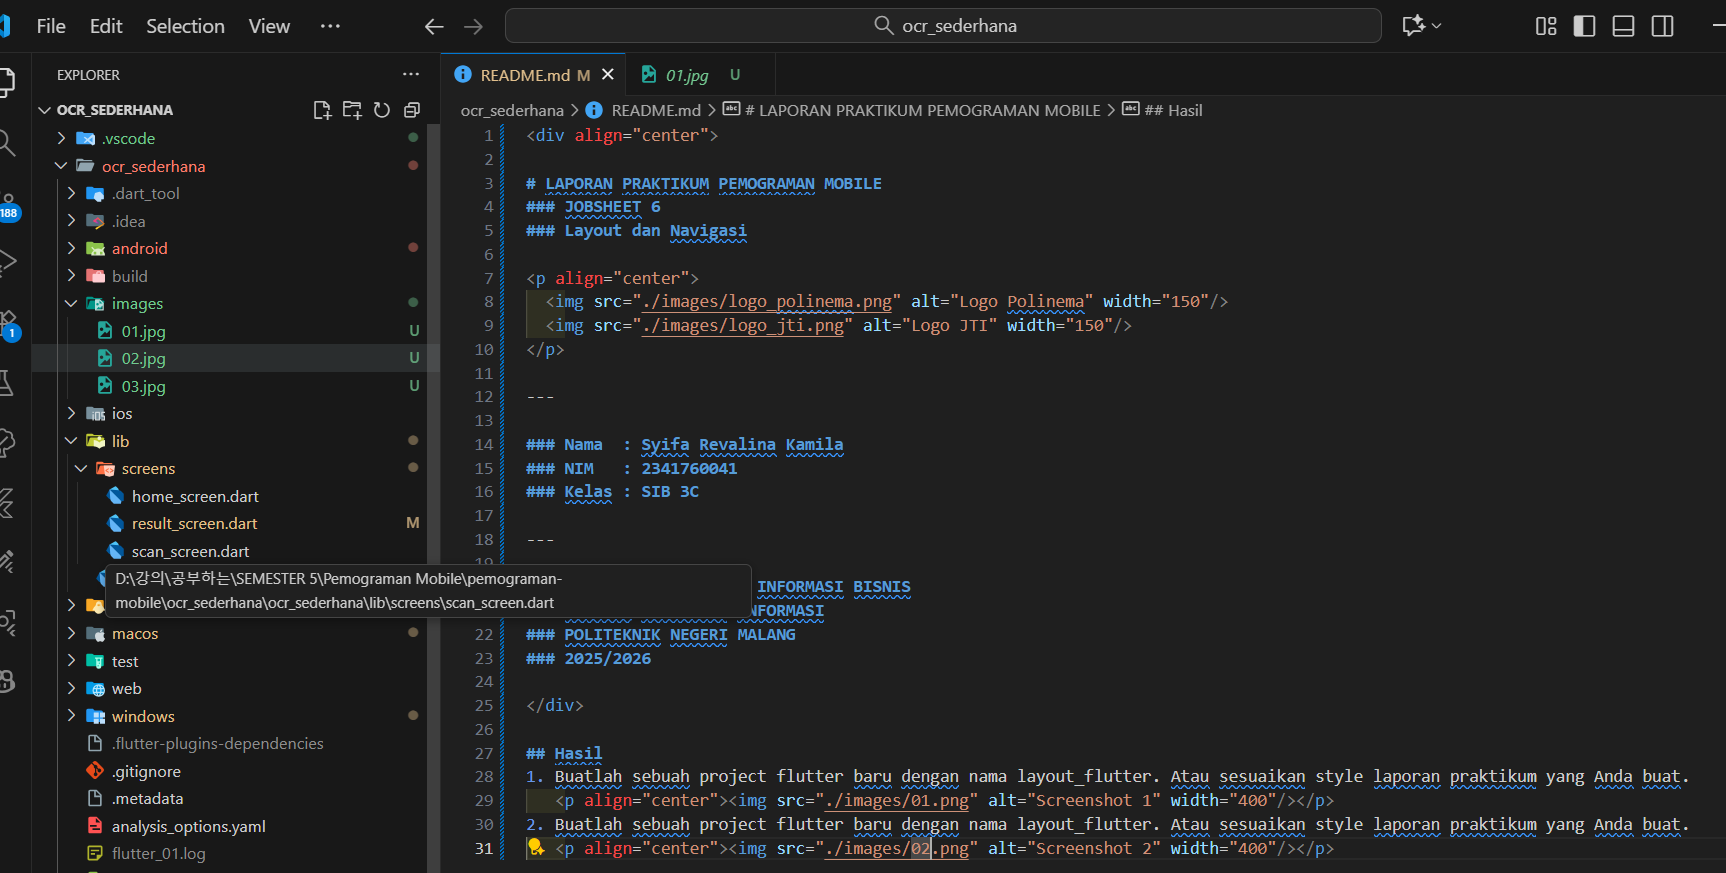 File Edit Selection View ··· ocr_sederhana
EXPLORER ···
OCR_SEDERHANA
.vscode
ocr_sederhana
.dart_tool
.idea
android
build
images
01.jpg U
02.jpg U
03.jpg U
ios
lib
screens
home_screen.dart
result_screen.dart M
scan_screen.dart
D:\강의\공부하는\SEMESTER 5\Pemograman Mobile\pemograman-
mobile\ocr_sederhana\ocr_sederhana\lib\screens\scan_screen.dart
macos
test
web
windows
.flutter-plugins-dependencies
.gitignore
.metadata
analysis_options.yaml
flutter_01.log
188
1
README.md M × 01.jpg U
ocr_sederhana > README.md > # LAPORAN PRAKTIKUM PEMOGRAMAN MOBILE > ## Hasil
1 <div align="center">
2
3 # LAPORAN PRAKTIKUM PEMOGRAMAN MOBILE
4 ### JOBSHEET 6
5 ### Layout dan Navigasi
6
7 <p align="center">
8 <img src="./images/logo_polinema.png" alt="Logo Polinema" width="150"/>
9 <img src="./images/logo_jti.png" alt="Logo JTI" width="150"/>
10 </p>
11
12 ---
13
14 ### Nama : Syifa Revalina Kamila
15 ### NIM : 2341760041
16 ### Kelas : SIB 3C
17
18 ---
INFORMASI BISNIS
NFORMASI
22 ### POLITEKNIK NEGERI MALANG
23 ### 2025/2026
24
25 </div>
26
27 ## Hasil
28 1. Buatlah sebuah project flutter baru dengan nama layout_flutter. Atau sesuaikan style laporan praktikum yang Anda buat.
29 <p align="center"><img src="./images/01.png" alt="Screenshot 1" width="400"/></p>
30 2. Buatlah sebuah project flutter baru dengan nama layout_flutter. Atau sesuaikan style laporan praktikum yang Anda buat.
31 <p align="center"><img src="./images/02.png" alt="Screenshot 2" width="400"/></p>